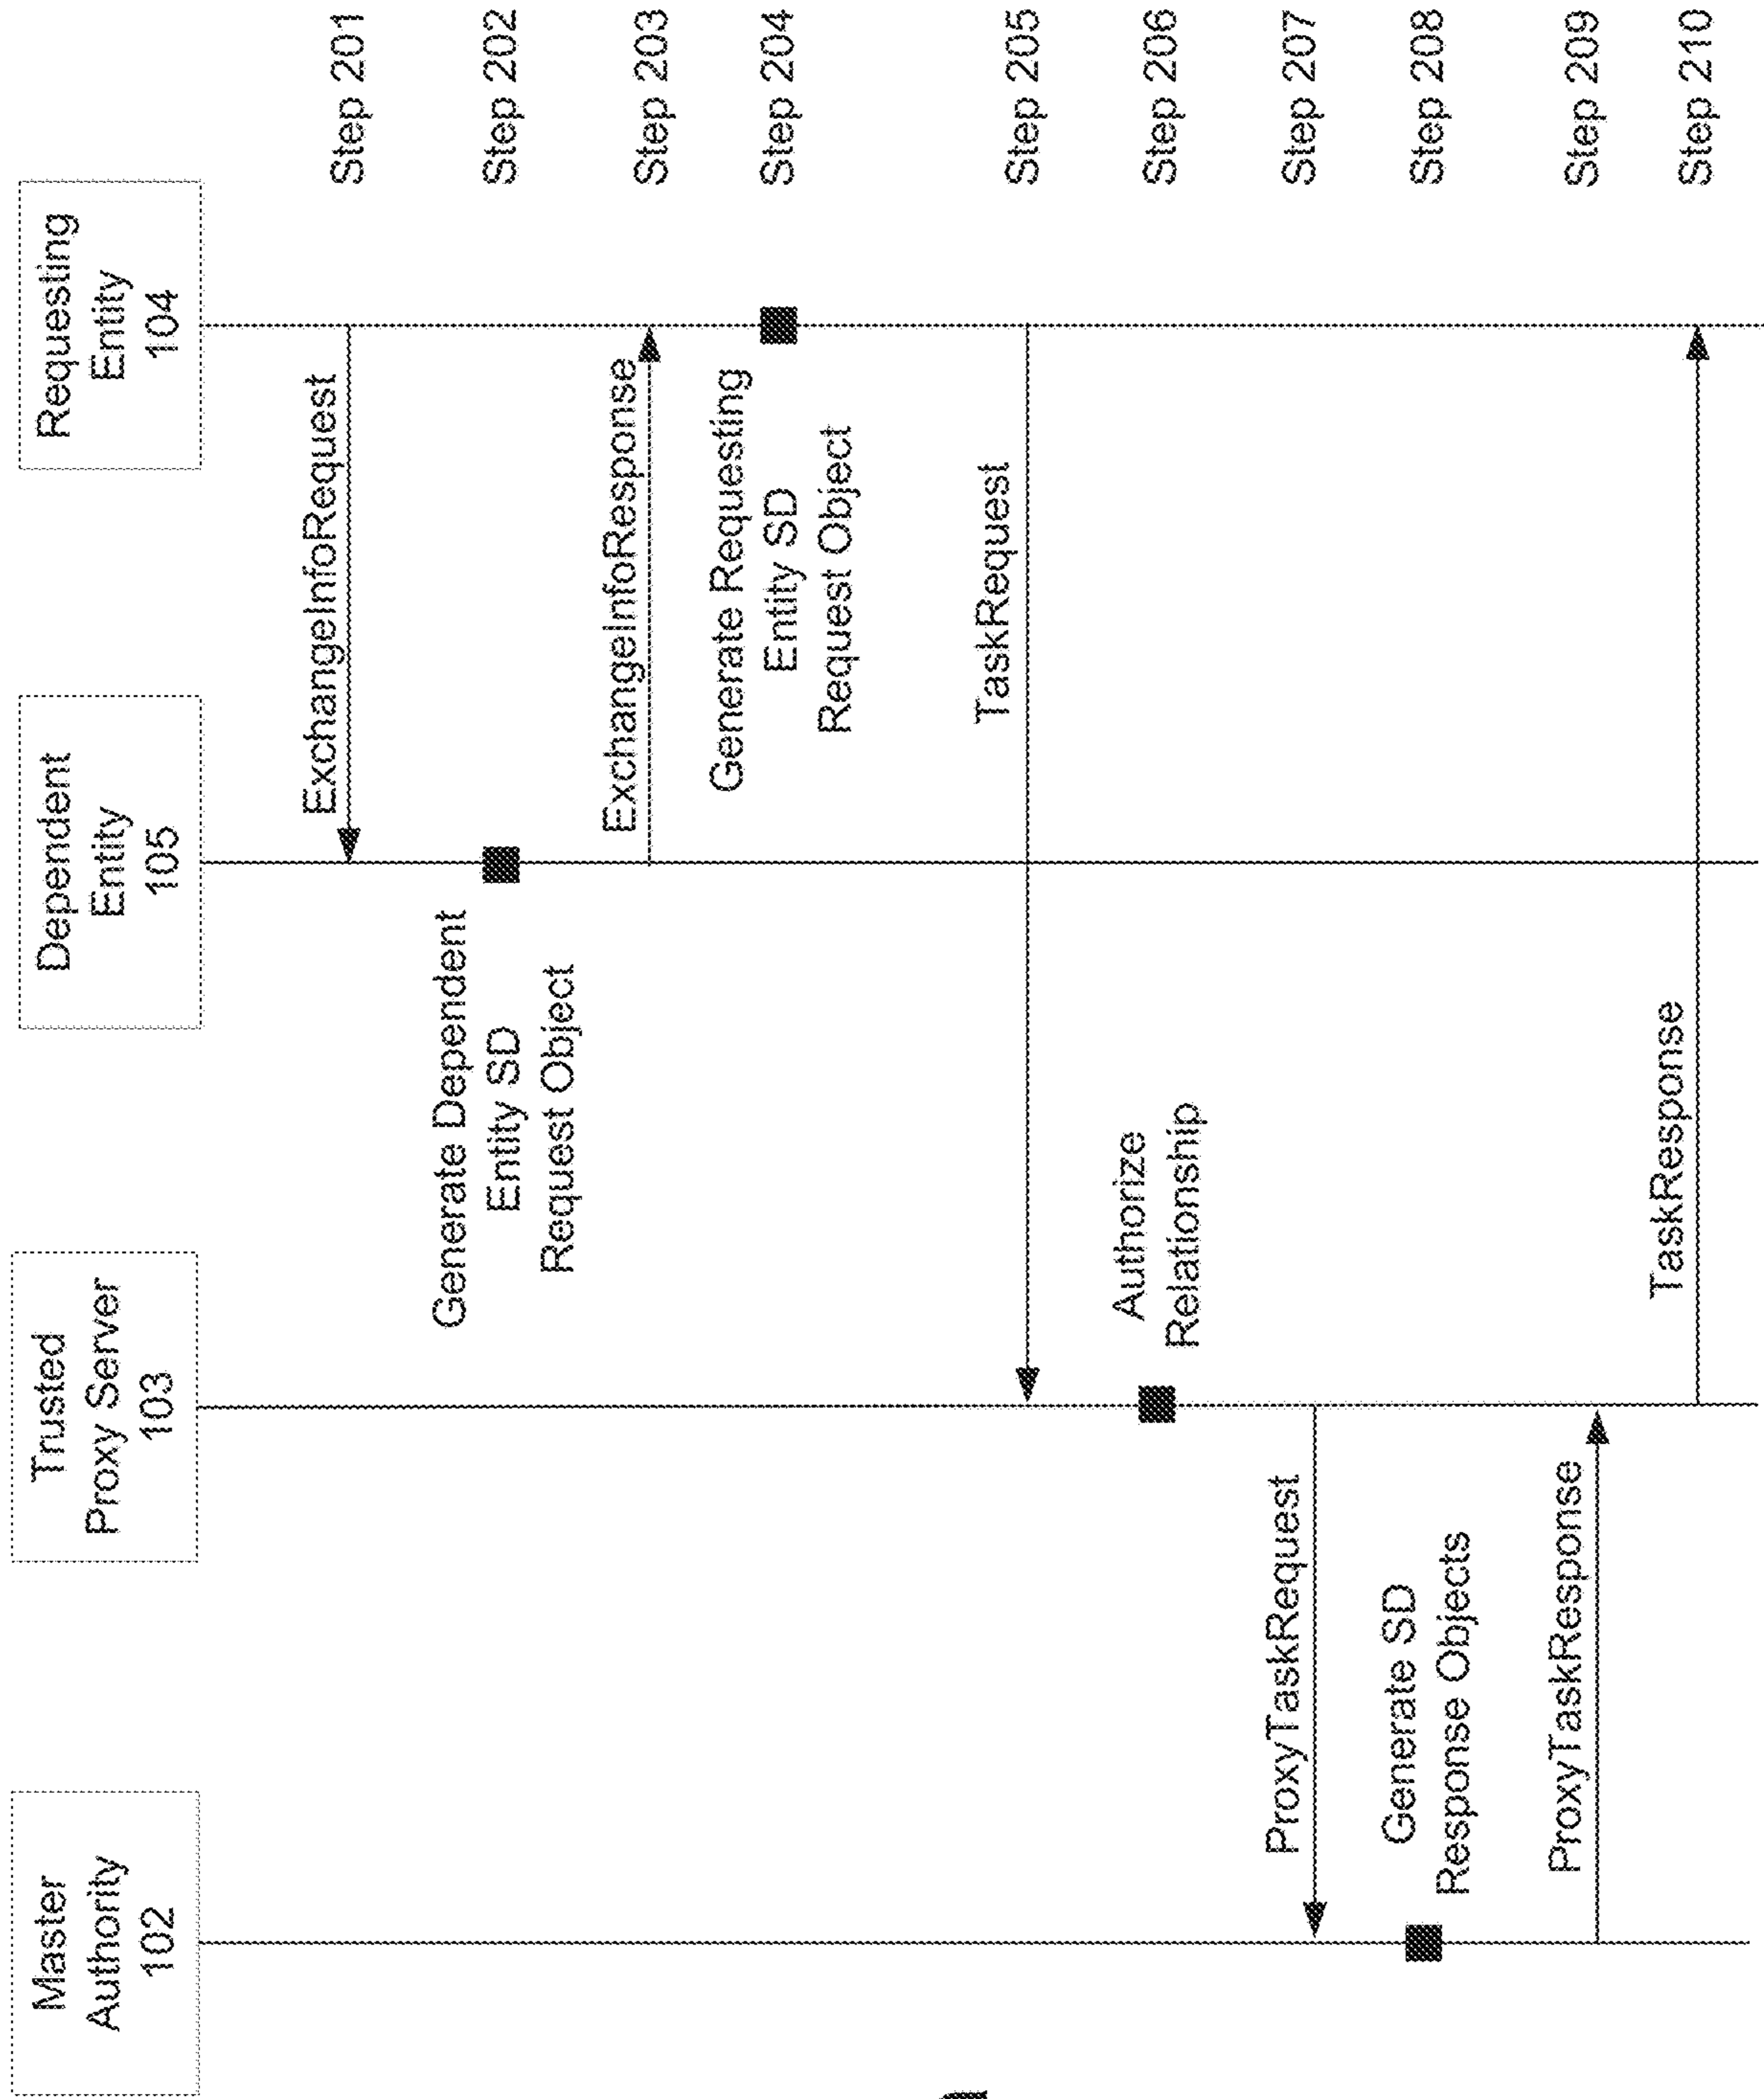 Master
Authority
102
Trusted
Proxy Server
103
Dependent
Entity
105
Requesting
Entity
104
ExchangeInfoRequest
Step 201
Generate Dependent
Entity SD
Request Object
Step 202
ExchangeInfoResponse
Step 203
Generate Requesting
Entity SD
Request Object
Step 204
TaskRequest
Step 205
Authorize
Relationship
Step 206
ProxyTaskRequest
Step 207
Generate SD
Response Objects
Step 208
ProxyTaskResponse
Step 209
TaskResponse
Step 210